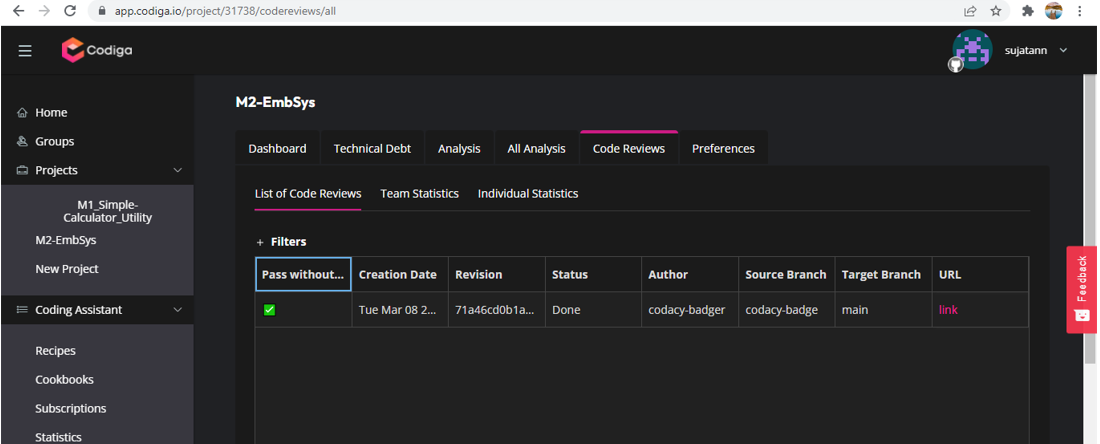 app.codiga.io/project/31738/codereviews/all
Codiga
sujatann
Home
Groups
Projects
M1_Simple-
Calculator_Utility
M2-EmbSys
New Project
Coding Assistant
Recipes
Cookbooks
Subscriptions
Statistics
M2-EmbSys
Dashboard Technical Debt Analysis All Analysis Code Reviews Preferences
List of Code Reviews Team Statistics Individual Statistics
+ Filters
Pass without... Creation Date Revision Status Author Source Branch Target Branch URL
Tue Mar 08 2... 71a46cd0b1a... Done codacy-badger codacy-badge main link
Feedback